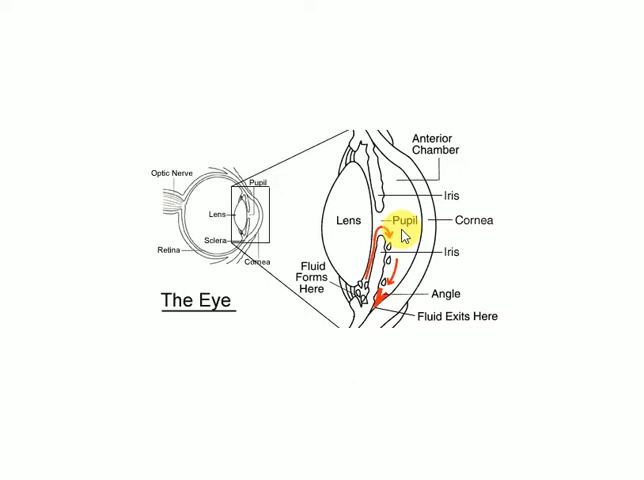 Optic Nerve
Pupil
Lens
Sclera
Retina
Cornea
The Eye
Anterior
Chamber
Iris
Lens
Pupil
Cornea
Iris
Fluid
Forms
Here
Angle
Fluid Exits Here